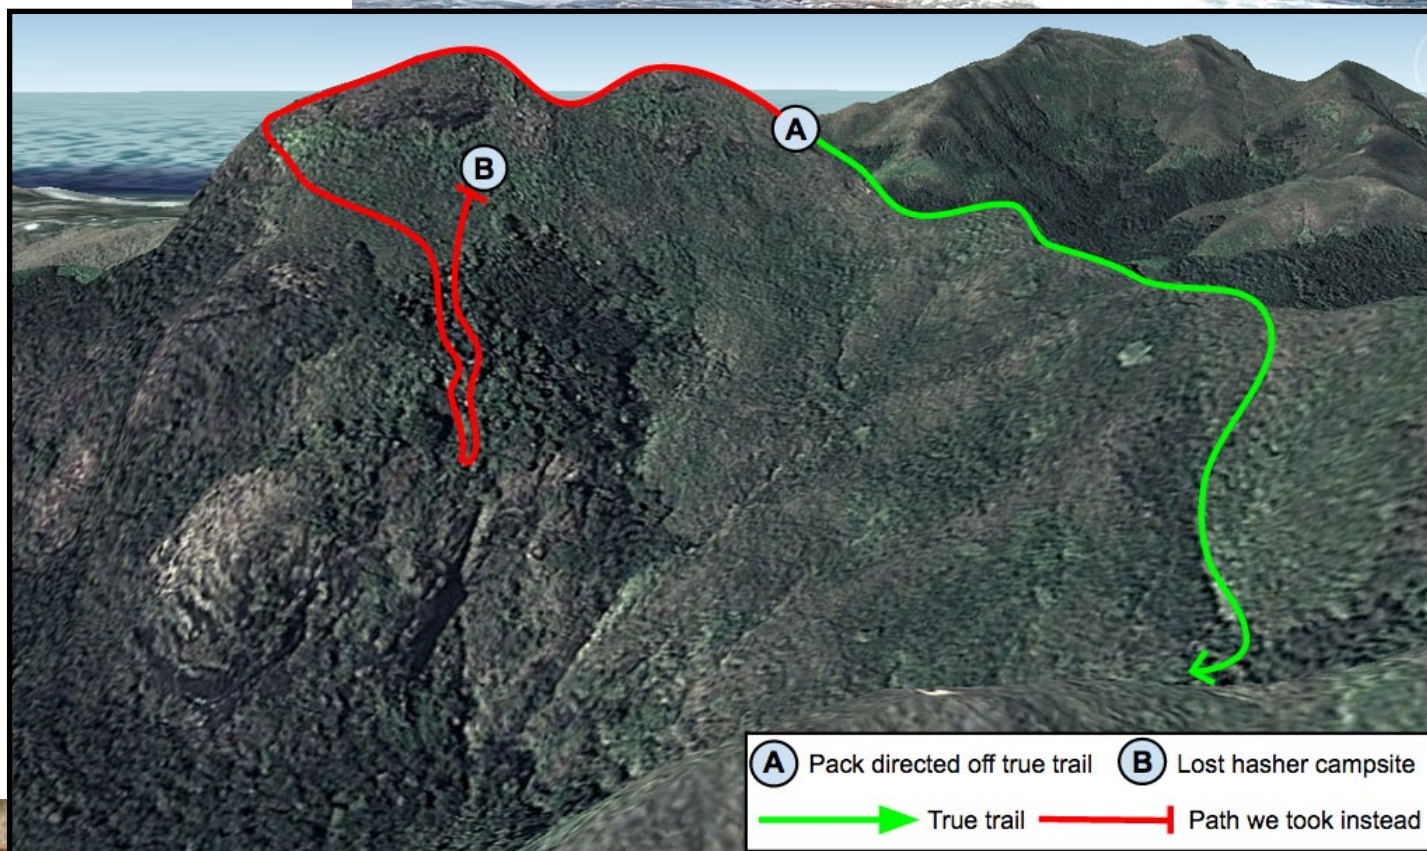 A
B
A Pack directed off true trail B Lost hasher campsite
True trail Path we took instead